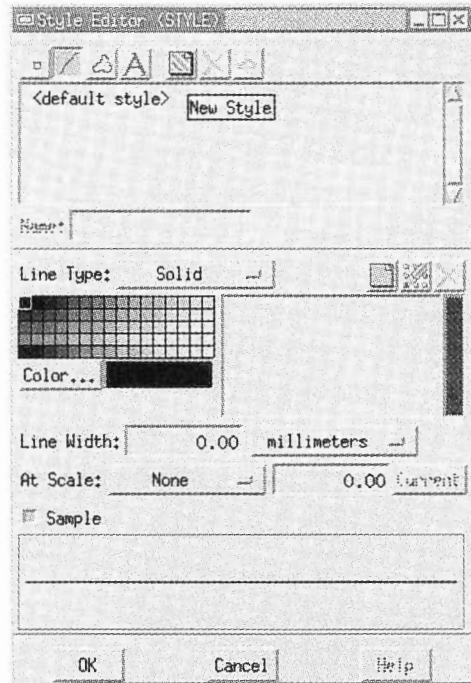 Style Editor (STYLE)
A
<default style>
New Style
Name:
Line Type: Solid
Color...
Line Width: 0.00 millimeters
At Scale: None 0.00 Current
Sample
OK Cancel Help